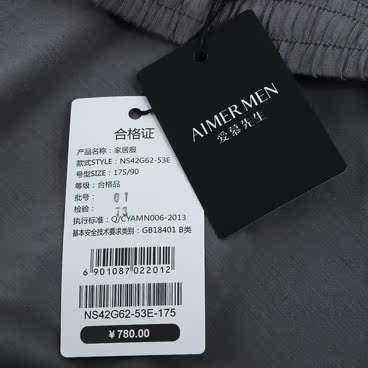 AIMER MEN
爱慕先生
合格证
产品名称：家居服
款式STYLE：NS42G62-53E
号型SIZE：175/90
等级：合格品
批号：01
检验：73
执行标准：Q/CYAMN006-2013
基本安全技术要求类别：GB18401 B类
6 901087 022012
NS42G62-53E-175
￥780.00